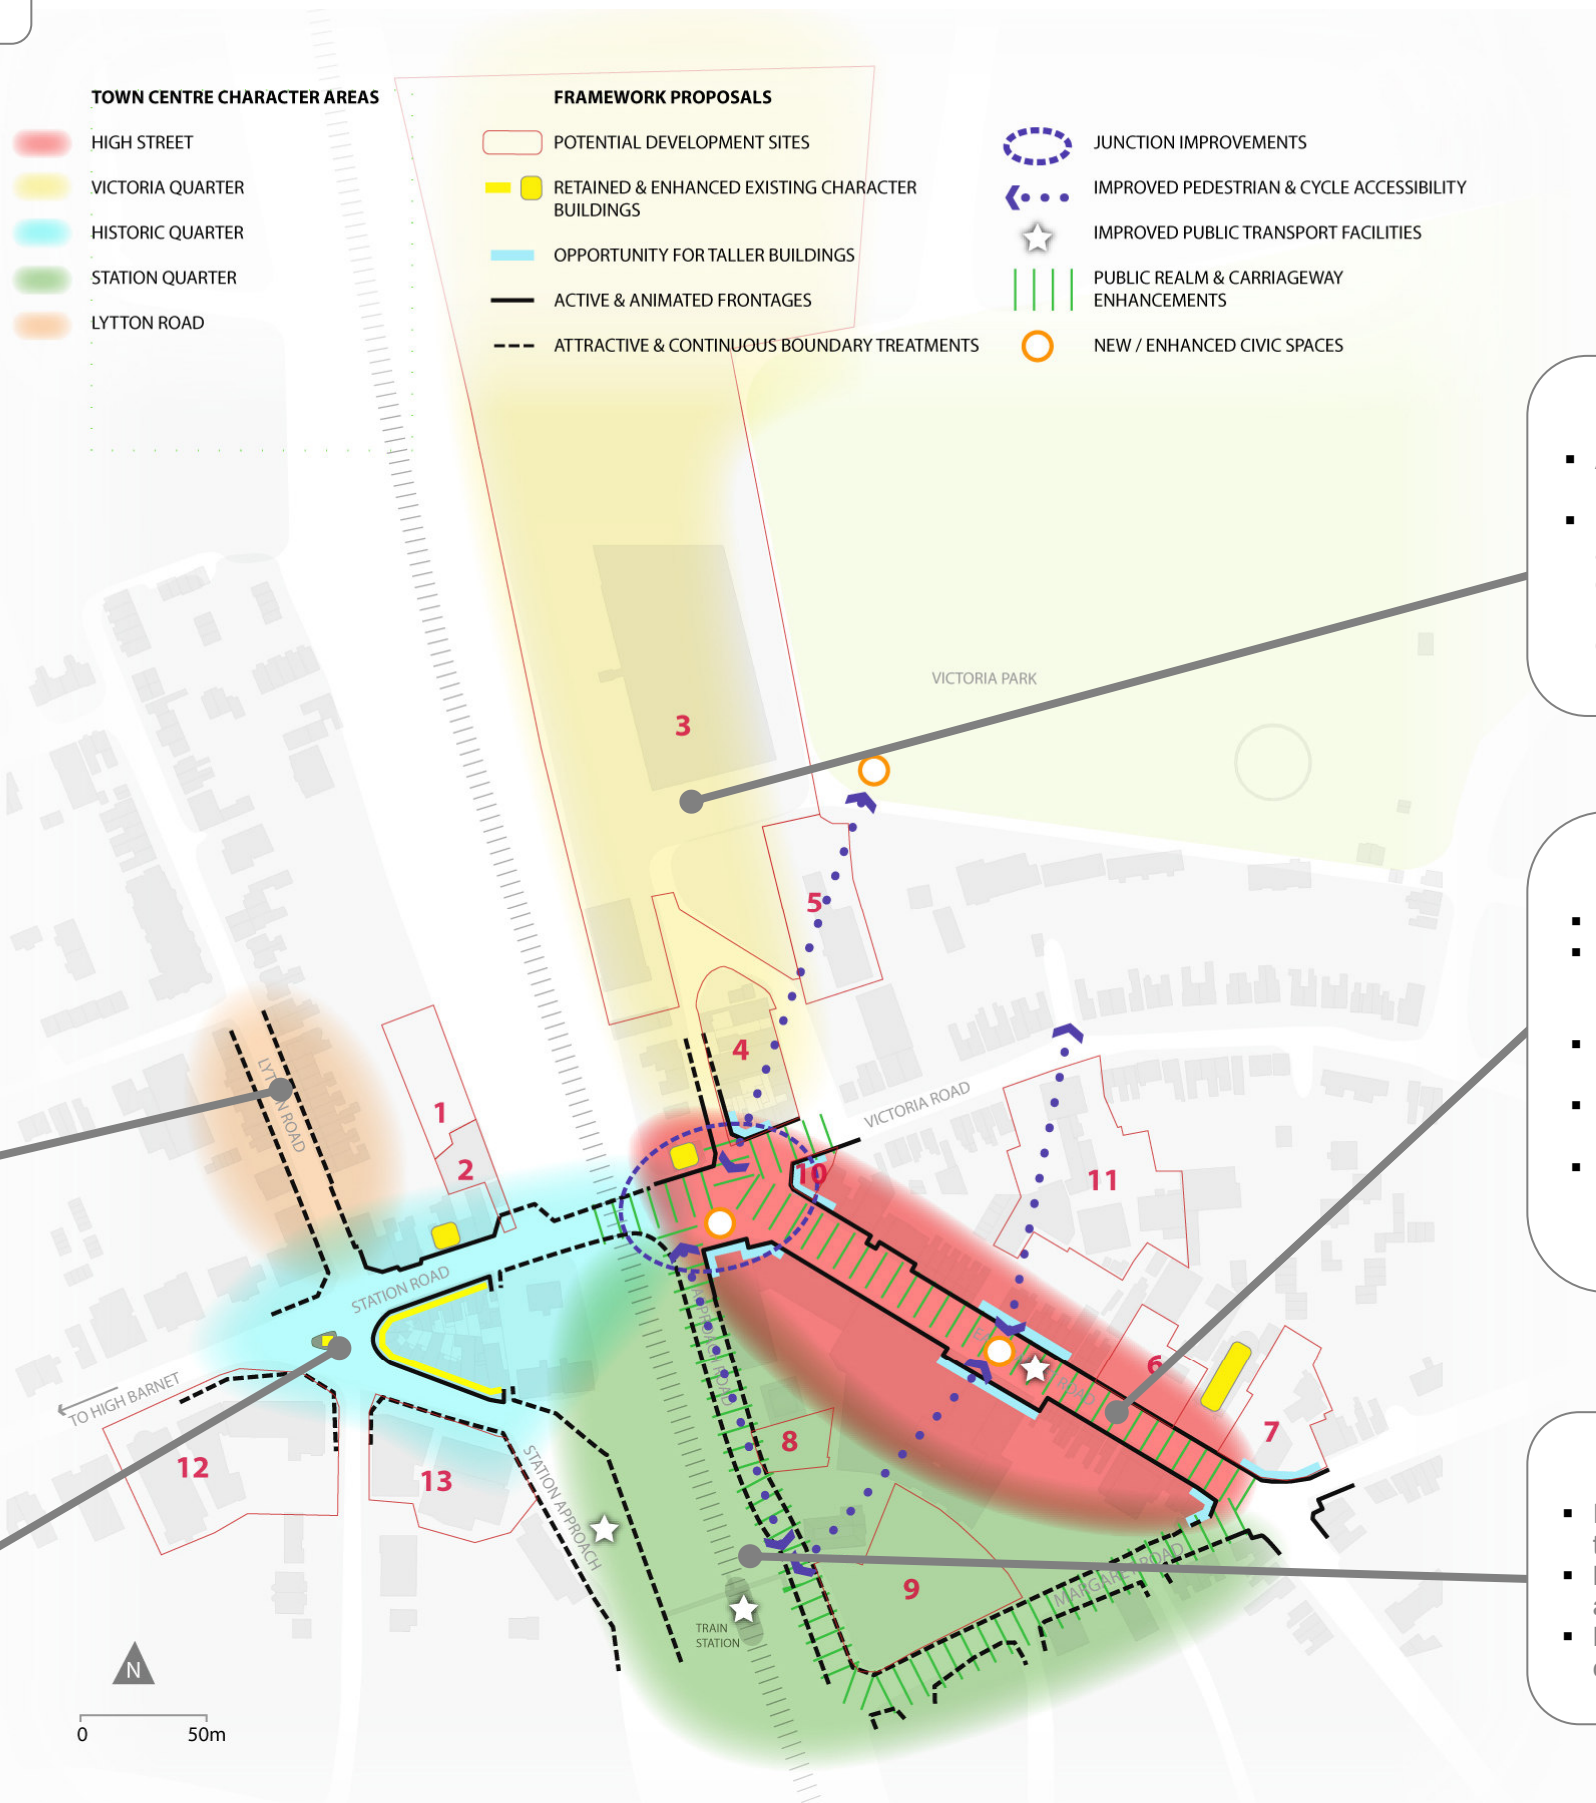 TOWN CENTRE CHARACTER AREAS
HIGH STREET
VICTORIA QUARTER
HISTORIC QUARTER
STATION QUARTER
LYTTON ROAD
FRAMEWORK PROPOSALS
POTENTIAL DEVELOPMENT SITES
RETAINED & ENHANCED EXISTING CHARACTER
BUILDINGS
OPPORTUNITY FOR TALLER BUILDINGS
ACTIVE & ANIMATED FRONTAGES
ATTRACTIVE & CONTINUOUS BOUNDARY TREATMENTS
JUNCTION IMPROVEMENTS
IMPROVED PEDESTRIAN & CYCLE ACCESSIBILITY
IMPROVED PUBLIC TRANSPORT FACILITIES
PUBLIC REALM & CARRIAGEWAY
ENHANCEMENTS
NEW / ENHANCED CIVIC SPACES
VICTORIA PARK
3
5
4
VICTORIA ROAD
LYTTON ROAD
1
2
10
11
STATION ROAD
APPROACH ROAD
ROAD
6
7
TO HIGH BARNET
8
12
13
STATION APPROACH
9
MARGARET ROAD
TRAIN
STATION
N
0 50m